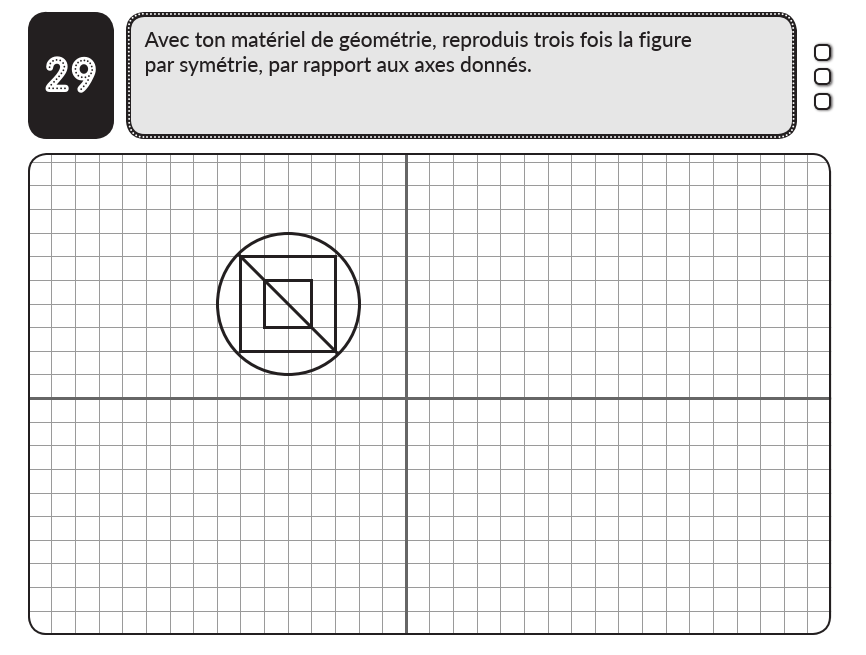 29
Avec ton matériel de géométrie, reproduis trois fois la figure
par symétrie, par rapport aux axes donnés.